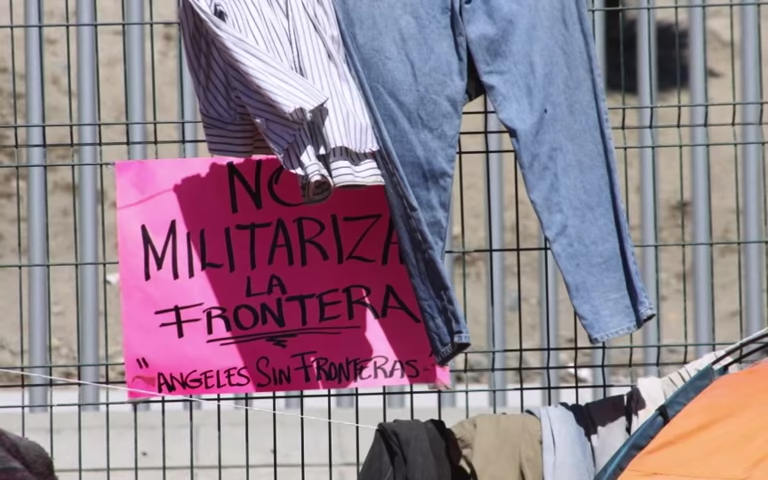 NO
MILITARIZA
LA
FRONTERA
"ANGELES SIN FRONTERAS"